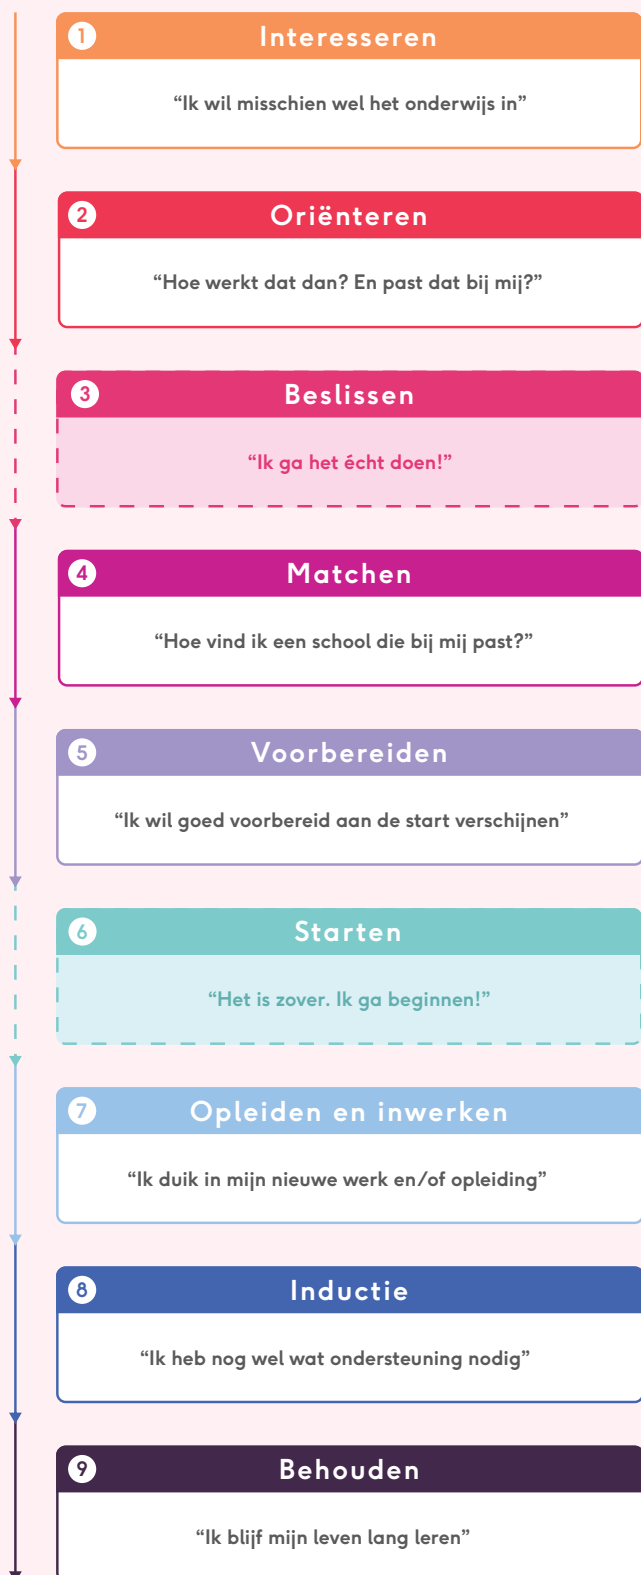 1 Interesseren
“Ik wil misschien wel het onderwijs in”
2 Oriënteren
“Hoe werkt dat dan? En past dat bij mij?”
3 Beslissen
“Ik ga het écht doen!”
4 Matchen
“Hoe vind ik een school die bij mij past?”
5 Voorbereiden
“Ik wil goed voorbereid aan de start verschijnen”
6 Starten
“Het is zover. Ik ga beginnen!”
7 Opleiden en inwerken
“Ik duik in mijn nieuwe werk en/of opleiding”
8 Inductie
“Ik heb nog wel wat ondersteuning nodig”
9 Behouden
“Ik blijf mijn leven lang leren”